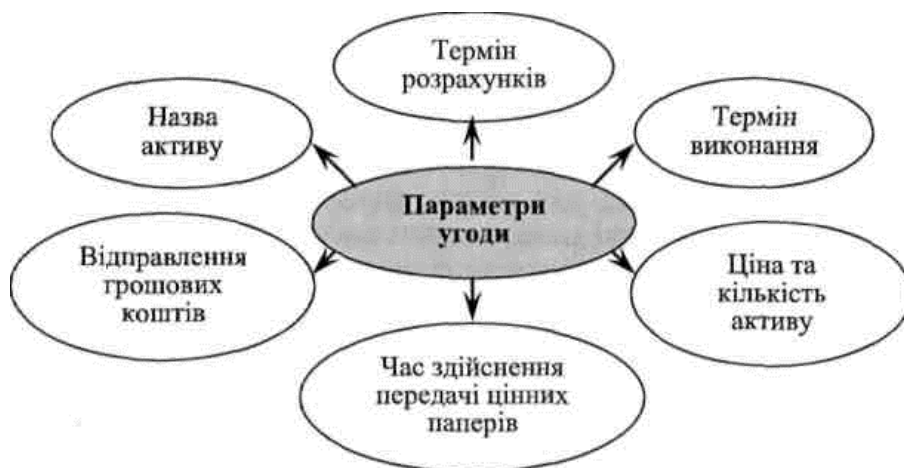 Термін
розрахунків
Назва
активу
Термін
виконання
Параметри
угоди
Відправлення
грошових
коштів
Ціна та
кількість
активу
Час здійснення
передачі цінних
паперів